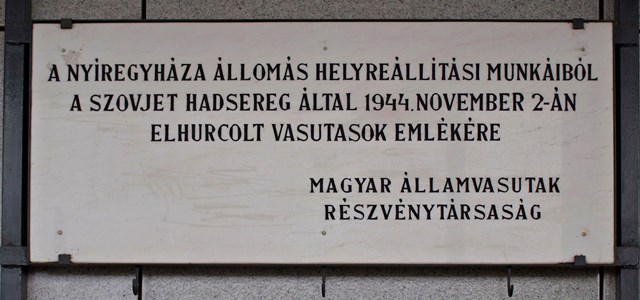 A NYÍREGYHÁZA ÁLLOMÁS HELYREÁLLÍTÁSI MUNKÁIBÓL
A SZOVJET HADSEREG ÁLTAL 1944. NOVEMBER 2-ÁN
ELHURCOLT VASUTASOK EMLÉKÉRE
MAGYAR ÁLLAMVASUTAK
RÉSZVÉNYTÁRSASÁG